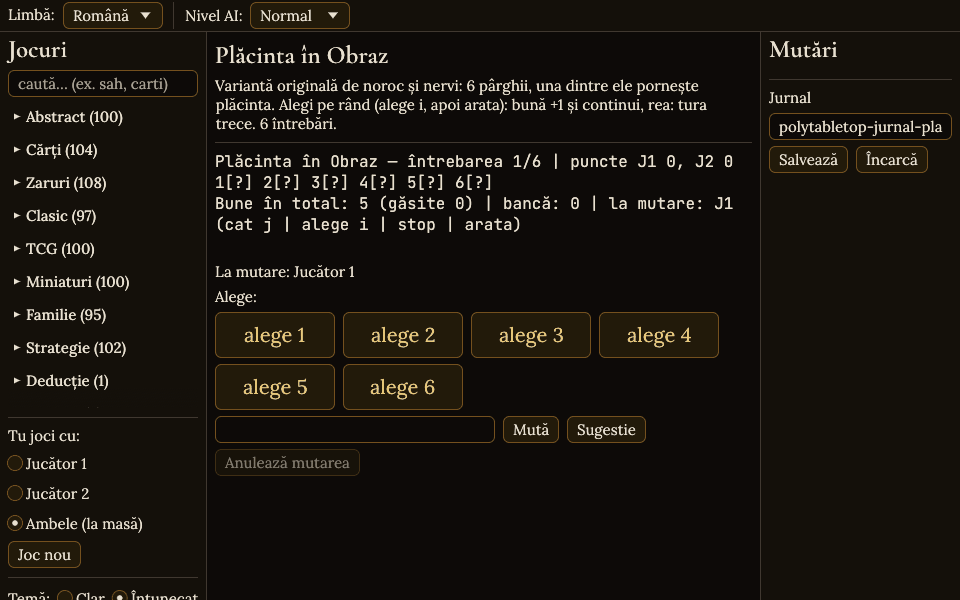 Limbă: Română Nivel AI: Normal
Jocuri
caută... (ex. sah, carti)
Abstract (100)
Cărți (104)
Zaruri (108)
Clasic (97)
TCG (100)
Miniaturi (100)
Familie (95)
Strategie (102)
Deducție (1)
Tu joci cu:
Jucător 1
Jucător 2
Ambele (la masă)
Joc nou
Temă: Clar Întunecat
Plăcinta în Obraz
Variantă originală de noroc și nervi: 6 pârghii, una dintre ele pornește
plăcinta. Alegi pe rând (alege i, apoi arata): bună +1 și continui, rea: tura
trece. 6 întrebări.
Plăcinta în Obraz — întrebarea 1/6 | puncte J1 0, J2 0
1[?] 2[?] 3[?] 4[?] 5[?] 6[?]
Bune în total: 5 (găsite 0) | bancă: 0 | la mutare: J1
(cat j | alege i | stop | arata)
La mutare: Jucător 1
Alege:
alege 1 alege 2 alege 3 alege 4
alege 5 alege 6
Mută Sugestie
Anulează mutarea
Mutări
Jurnal
polytabletop-jurnal-pla
Salvează Încarcă